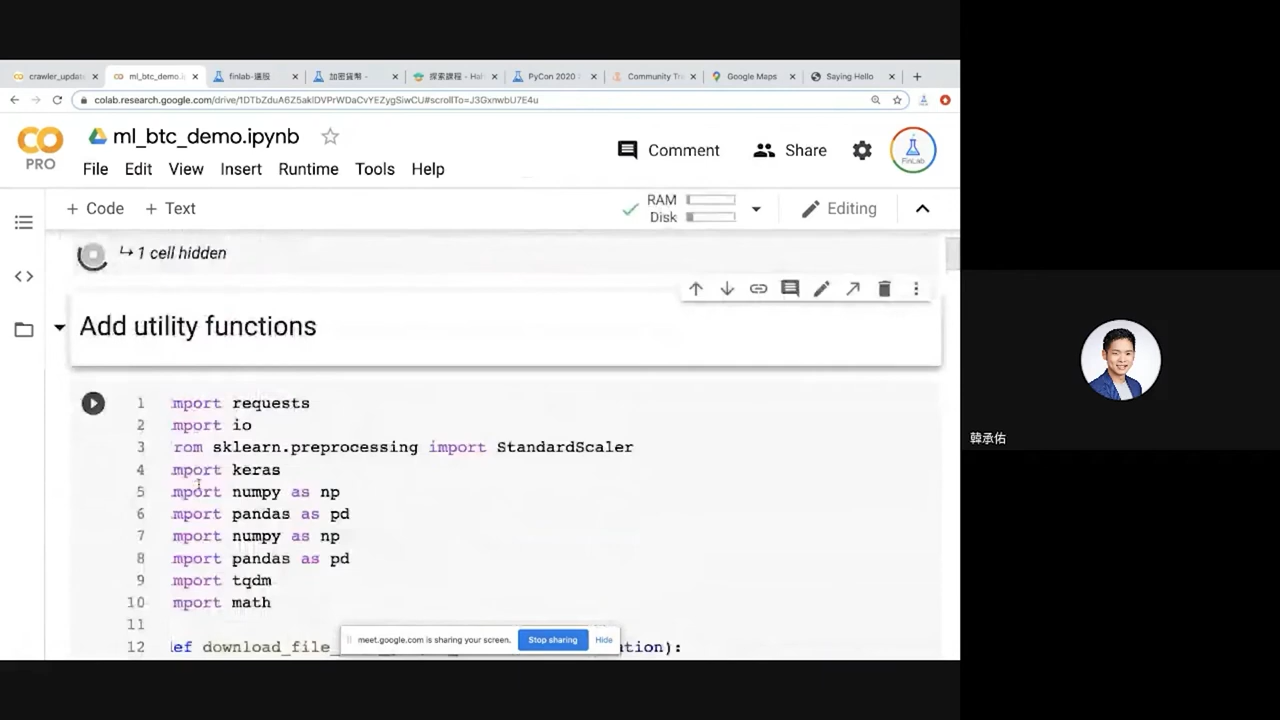 crawler_update
ml_btc_demo.i
finlab-選股
加密貨幣 -
探索課程 - Hah
PyCon 2020
Community Tr
Google Maps
Saying Hello
colab.research.google.com/drive/1DTbZduA6Z5aklDVPrWDaCvYEZygSiwCU#scrollTo=J3GxnwbU7E4u
CO
PRO
ml_btc_demo.ipynb
Comment
Share
FinLab
File Edit View Insert Runtime Tools Help
+ Code + Text
RAM
Disk
Editing
1 cell hidden
Add utility functions
1 mport requests
2 mport io
3 rom sklearn.preprocessing import StandardScaler
4 mport keras
5 mport numpy as np
6 mport pandas as pd
7 mport numpy as np
8 mport pandas as pd
9 mport tqdm
10 mport math
11
12 ef download_file_ tion):
meet.google.com is sharing your screen. Stop sharing Hide
韓承佑